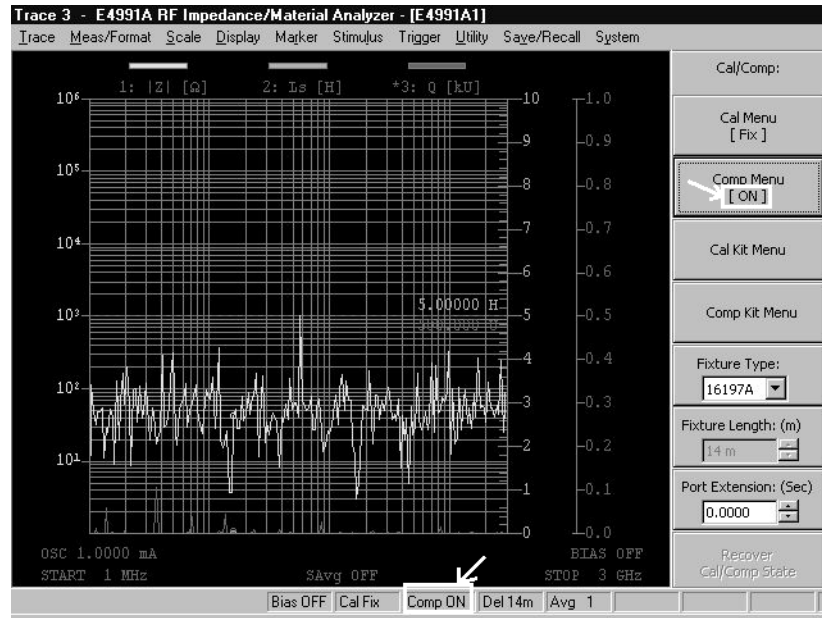 Trace 3 - E4991A RF Impedance/Material Analyzer - [E4991A1]
Trace Meas/Format Scale Display Marker Stimulus Trigger Utility Save/Recall System
1: |Z| [Ω] 2: Ls [H] *3: Q [kU]
10⁶ 10 1.0
9 0.9
10⁵ 8 0.8
7 0.7
10⁴ 6 0.6
5.00000 H
10³ 5 0.5
4 0.4
10² 3 0.3
2 0.2
10¹ 1 0.1
0 0.0
OSC 1.0000 mA BIAS OFF
START 1 MHz SAvg OFF STOP 3 GHz
Cal/Comp:
Cal Menu
[ Fix ]
Comp Menu
[ ON ]
Cal Kit Menu
Comp Kit Menu
Fixture Type:
16197A
Fixture Length: (m)
14 m
Port Extension: (Sec)
0.0000
Recover
Cal/Comp State
Bias OFF Cal Fix Comp ON Del 14m Avg 1